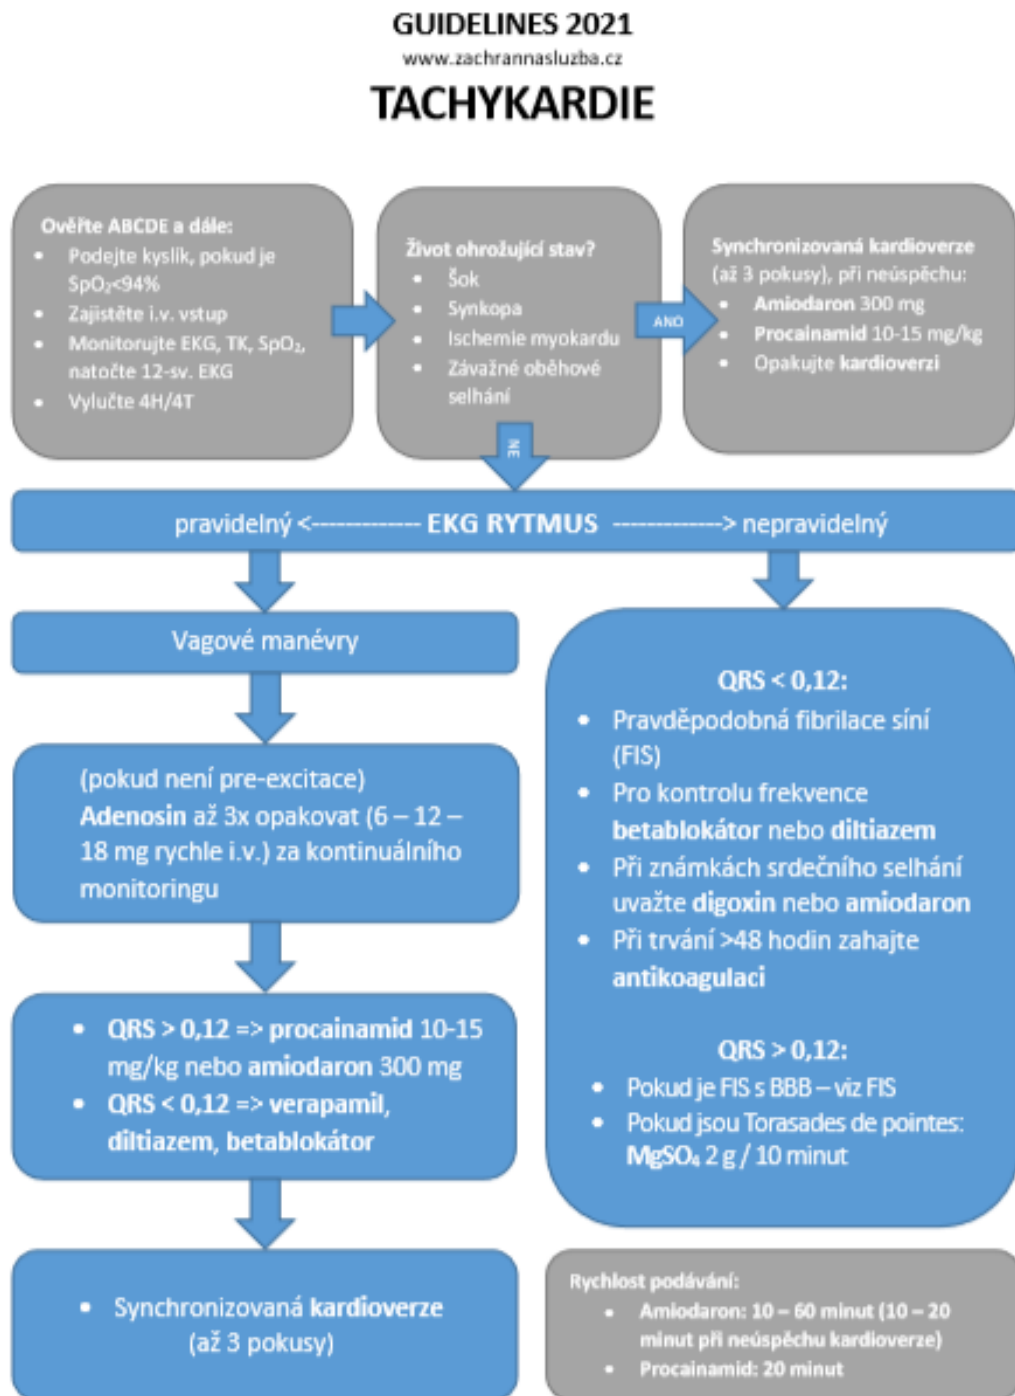 GUIDELINES 2021
www.zachrannasluzba.cz
TACHYKARDIE
Ověřte ABCDE a dále:
• Podejte kyslík, pokud je
SpO₂<94%
• Zajistěte i.v. vstup
• Monitorujte EKG, TK, SpO₂,
natočte 12-sv. EKG
• Vylučte 4H/4T
Život ohrožující stav?
• Šok
• Synkopa
• Ischemie myokardu
• Závažné oběhové
selhání
ANO
Synchronizovaná kardioverze
(až 3 pokusy), při neúspěchu:
• Amiodaron 300 mg
• Procainamid 10-15 mg/kg
• Opakujte kardioverzi
NE
pravidelný <------------- EKG RYTMUS -------------> nepravidelný
Vagové manévry
(pokud není pre-excitace)
Adenosin až 3x opakovat (6 – 12 –
18 mg rychle i.v.) za kontinuálního
monitoringu
• QRS > 0,12 => procainamid 10-15
mg/kg nebo amiodaron 300 mg
• QRS < 0,12 => verapamil,
diltiazem, betablokátor
• Synchronizovaná kardioverze
(až 3 pokusy)
QRS < 0,12:
• Pravděpodobná fibrilace síní
(FIS)
• Pro kontrolu frekvence
betablokátor nebo diltiazem
• Při známkách srdečního selhání
uvažte digoxin nebo amiodaron
• Při trvání >48 hodin zahajte
antikoagulaci
QRS > 0,12:
• Pokud je FIS s BBB – viz FIS
• Pokud jsou Torasades de pointes:
MgSO₄ 2 g / 10 minut
Rychlost podávání:
• Amiodaron: 10 – 60 minut (10 – 20
minut při neúspěchu kardioverze)
• Procainamid: 20 minut